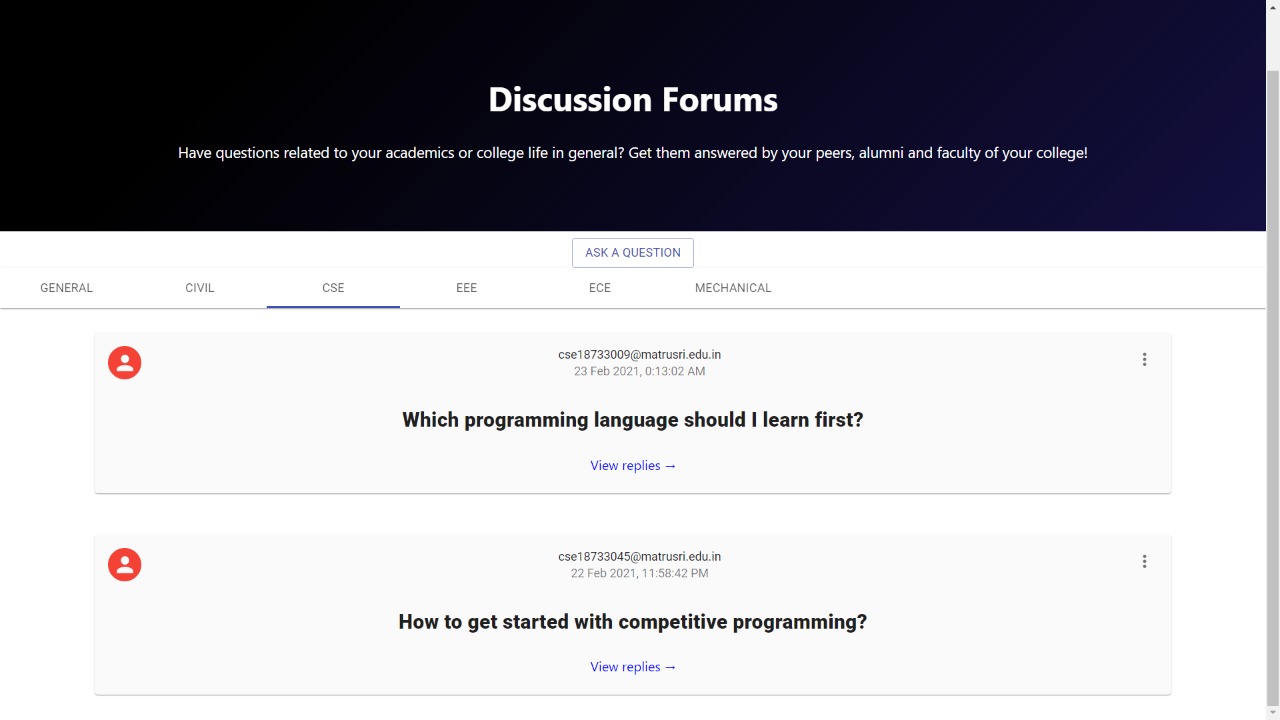 Discussion Forums
Have questions related to your academics or college life in general? Get them answered by your peers, alumni and faculty of your college!
ASK A QUESTION
GENERAL CIVIL CSE EEE ECE MECHANICAL
cse18733009@matrusri.edu.in
23 Feb 2021, 0:13:02 AM
Which programming language should I learn first?
View replies →
cse18733045@matrusri.edu.in
22 Feb 2021, 11:58:42 PM
How to get started with competitive programming?
View replies →